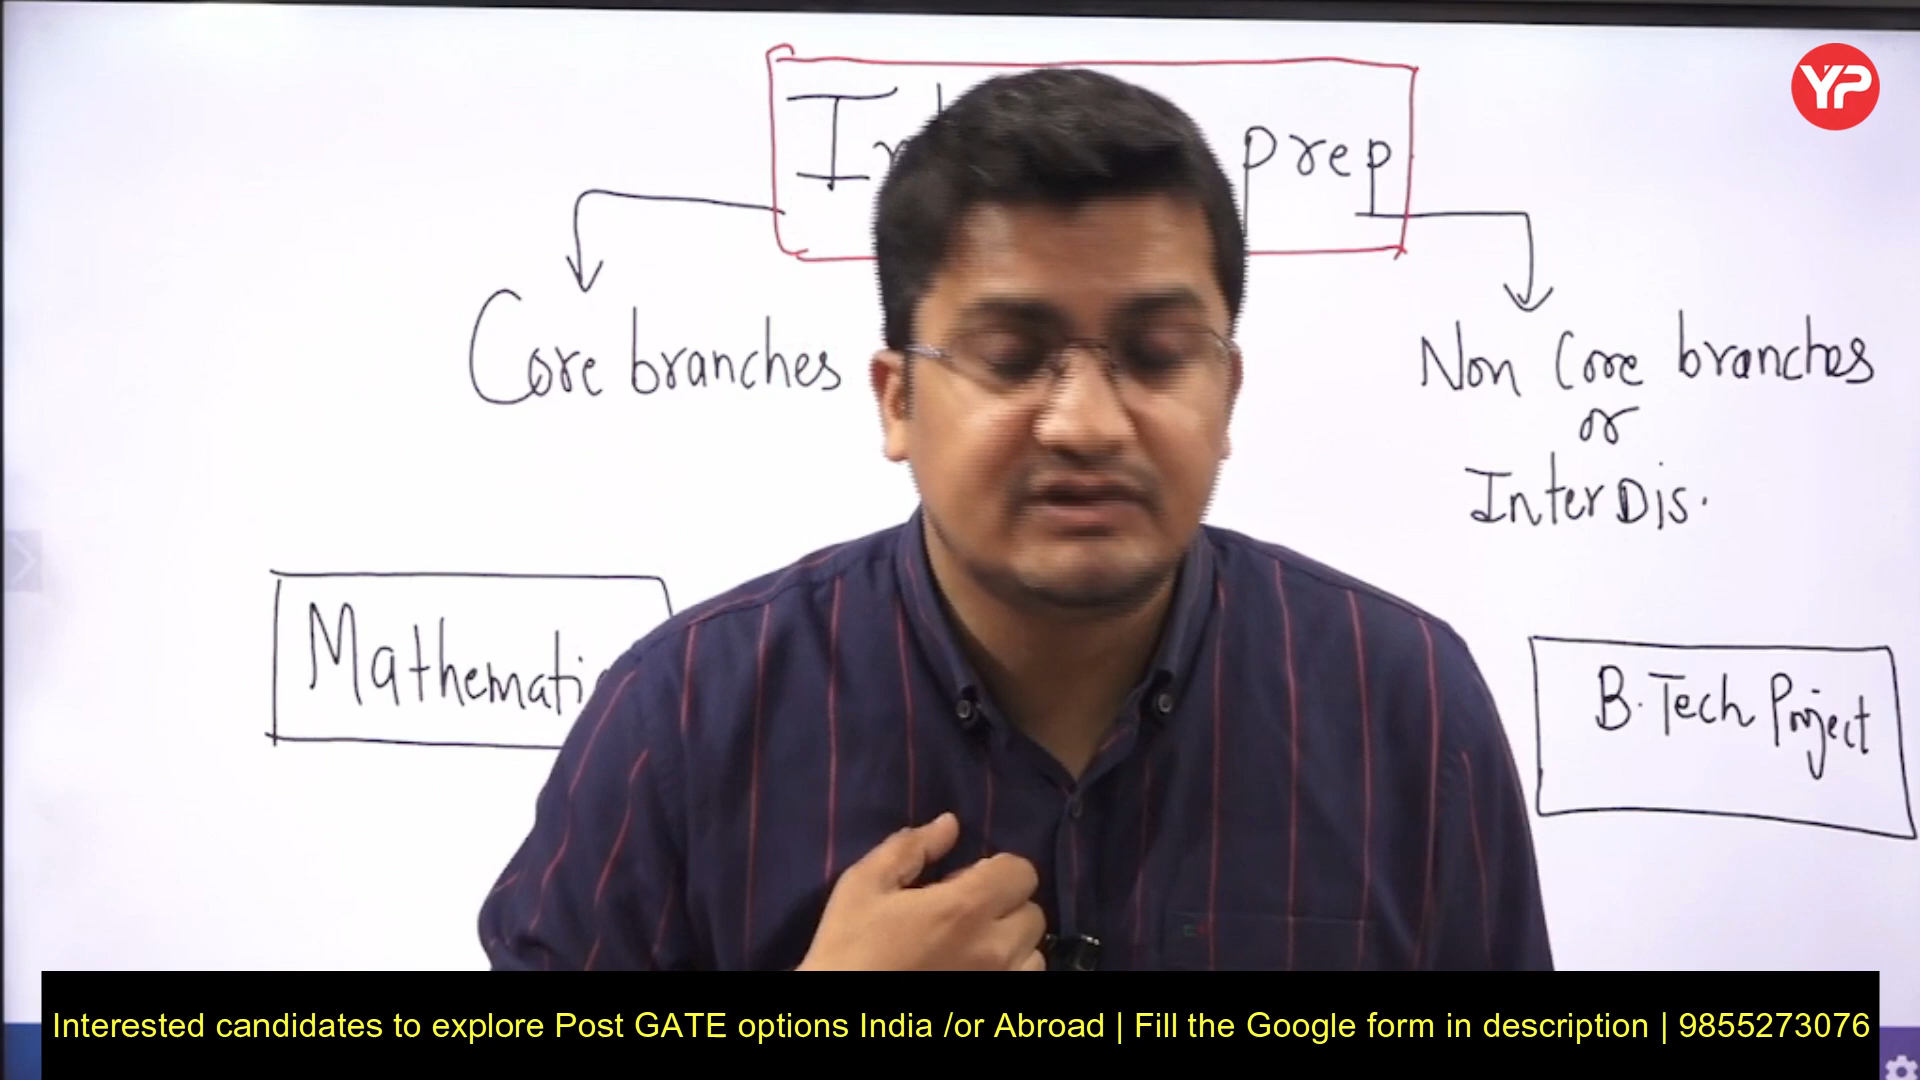 YP
prep
Core branches
Non Core branches
or
Inter Dis.
Mathemati
B.Tech Project
Interested candidates to explore Post GATE options India /or Abroad | Fill the Google form in description | 9855273076